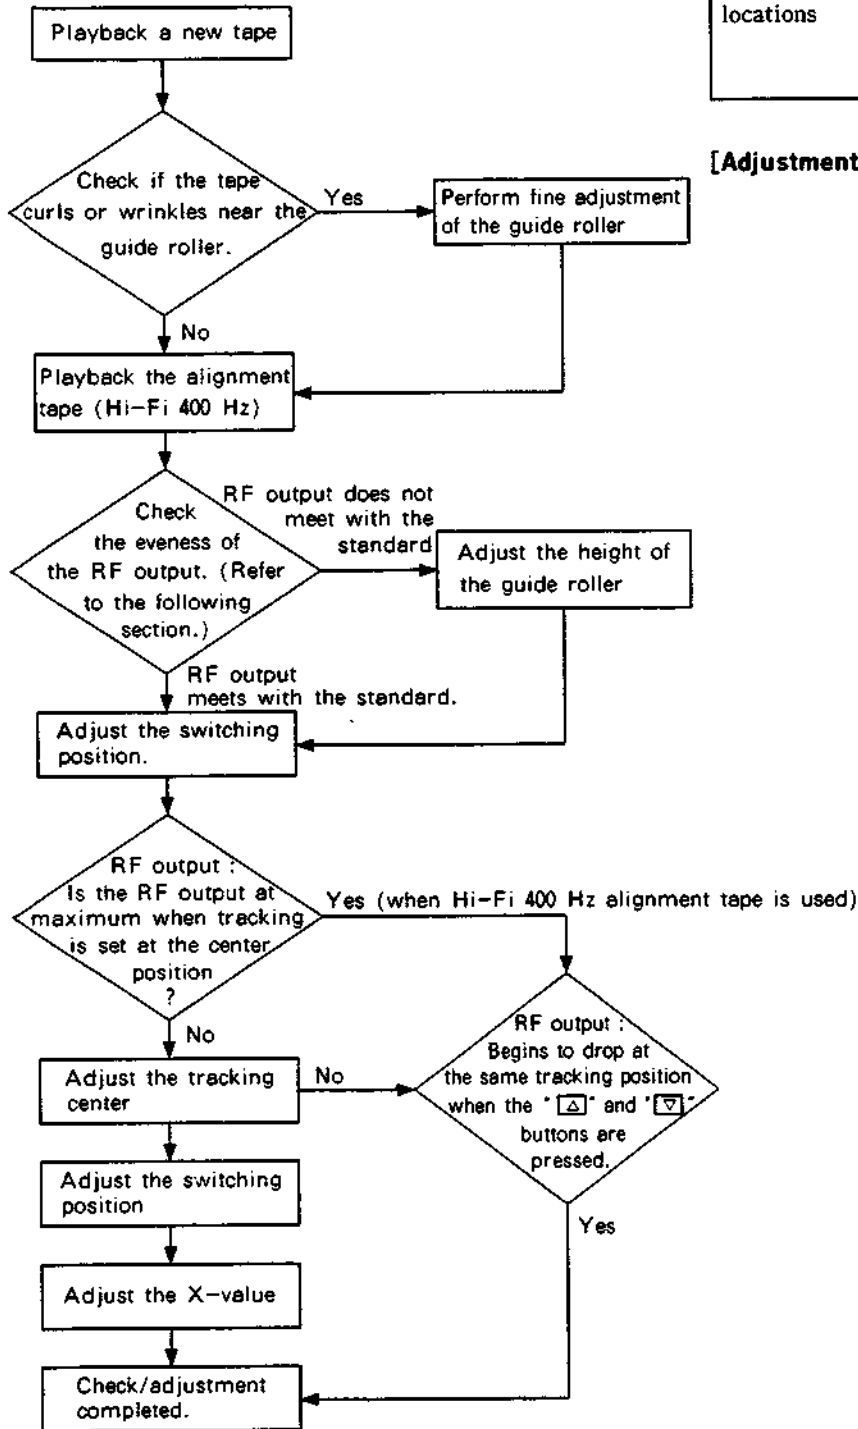 locations
[Adjustment
Playback a new tape
Check if the tape
curls or wrinkles near the
guide roller.
Yes
Perform fine adjustment
of the guide roller
No
Playback the alignment
tape (Hi-Fi 400 Hz)
RF output does not
meet with the
standard
Check
the eveness of
the RF output. (Refer
to the following
section.)
Adjust the height of
the guide roller
RF output
meets with the standard.
Adjust the switching
position.
RF output :
Is the RF output at
maximum when tracking
is set at the center
position
?
Yes (when Hi-Fi 400 Hz alignment tape is used)
No
RF output :
Begins to drop at
the same tracking position
when the "△" and "▽"
buttons are
pressed.
Adjust the tracking
center
No
Adjust the switching
position
Yes
Adjust the X-value
Check/adjustment
completed.